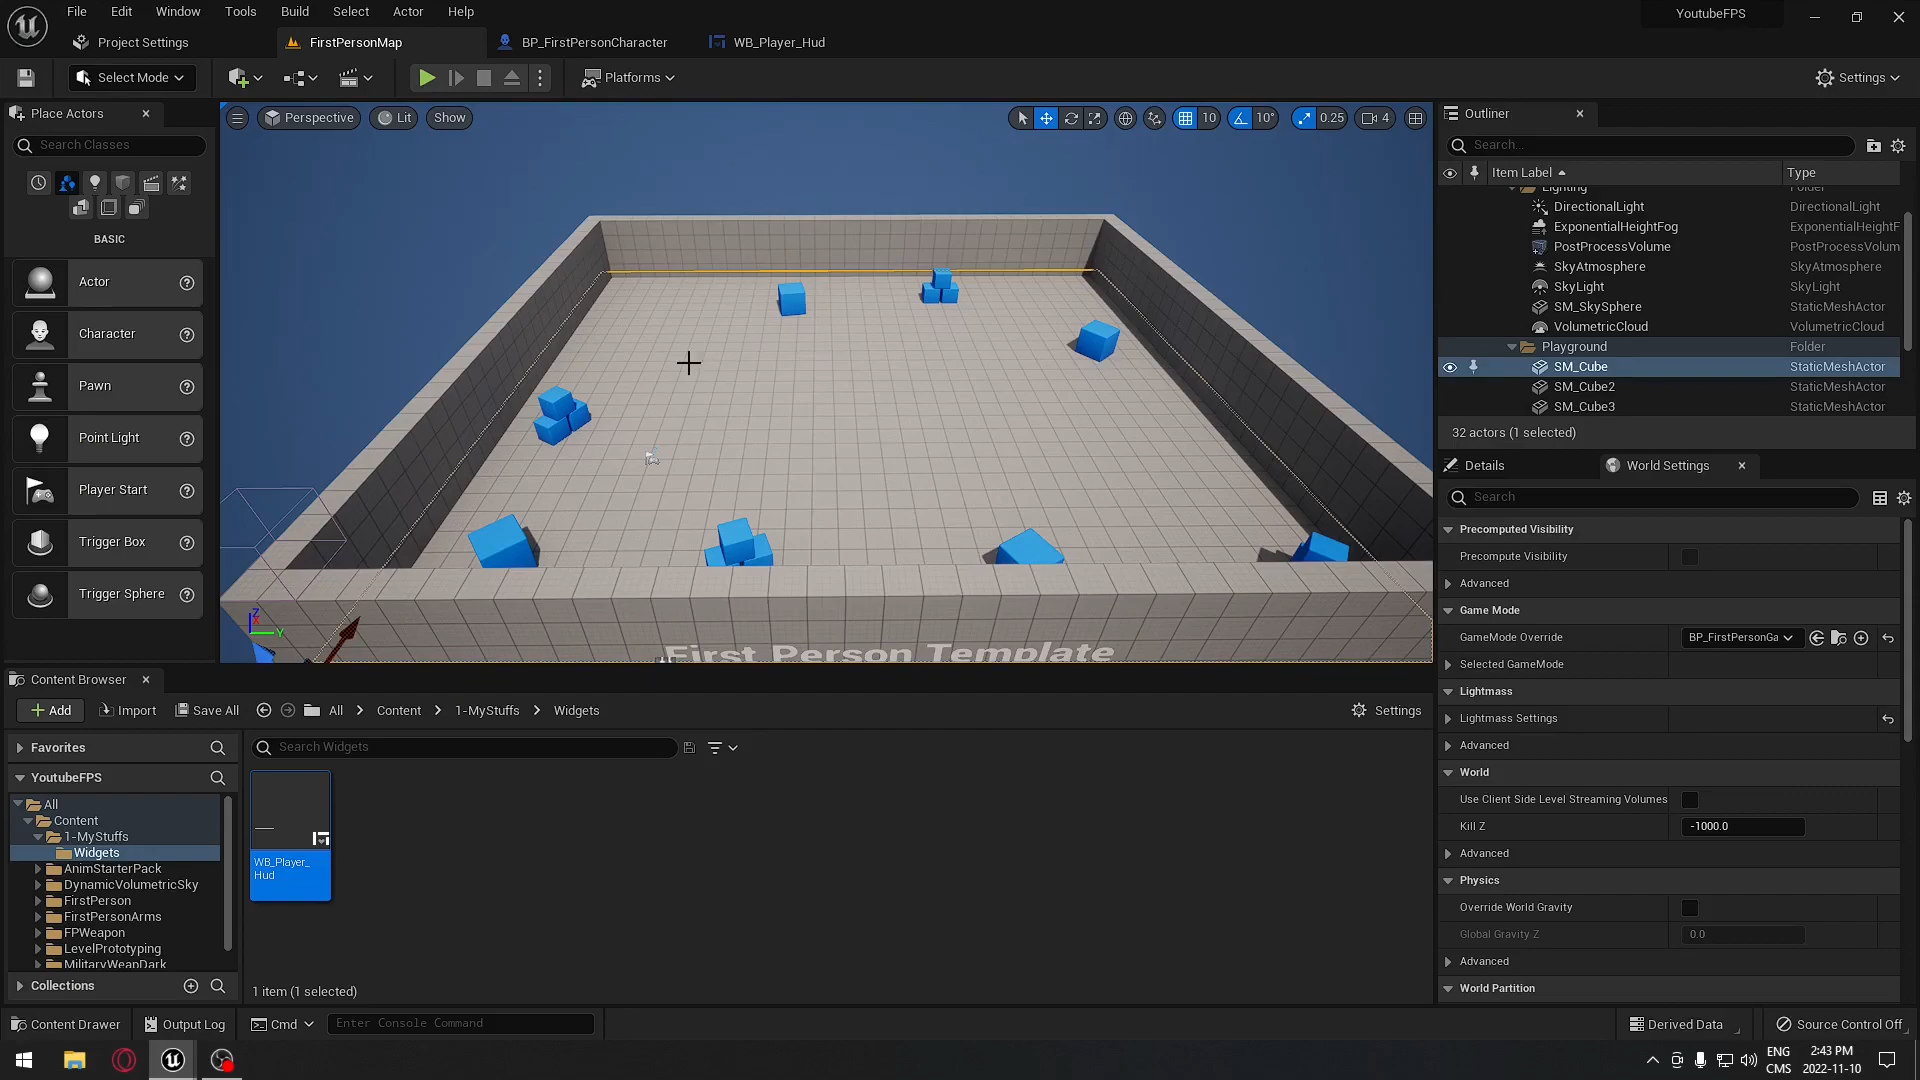 File Edit Window Tools Build Select Actor Help
YoutubeFPS
Project Settings
FirstPersonMap
BP_FirstPersonCharacter
WB_Player_Hud
Select Mode
Platforms
Settings
Place Actors
Search Classes
BASIC
Actor
Character
Pawn
Point Light
Player Start
Trigger Box
Trigger Sphere
Perspective
Lit
Show
10
10°
0.25
4
Z
X
Y
First Person Template
Outliner
Search...
Item Label
Type
Lighting Folder
DirectionalLight DirectionalLight
ExponentialHeightFog ExponentialHeightF
PostProcessVolume PostProcessVolum
SkyAtmosphere SkyAtmosphere
SkyLight SkyLight
SM_SkySphere StaticMeshActor
VolumetricCloud VolumetricCloud
Playground Folder
SM_Cube StaticMeshActor
SM_Cube2 StaticMeshActor
SM_Cube3 StaticMeshActor
32 actors (1 selected)
Details
World Settings
Search
Precomputed Visibility
Precompute Visibility
Advanced
Game Mode
GameMode Override BP_FirstPersonGa
Selected GameMode
Lightmass
Lightmass Settings
Advanced
World
Use Client Side Level Streaming Volumes
Kill Z -1000.0
Advanced
Physics
Override World Gravity
Global Gravity Z 0.0
Advanced
World Partition
Content Browser
Add
Import
Save All
All
Content
1-MyStuffs
Widgets
Settings
Favorites
Search Widgets
YoutubeFPS
All
Content
1-MyStuffs
Widgets
AnimStarterPack
DynamicVolumetricSky
FirstPerson
FirstPersonArms
FPWeapon
LevelPrototyping
MilitaryWeapDark
Collections
WB_Player_
Hud
1 item (1 selected)
Content Drawer
Output Log
Cmd
Enter Console Command
Derived Data
Source Control Off
ENG
CMS
2:43 PM
2022-11-10